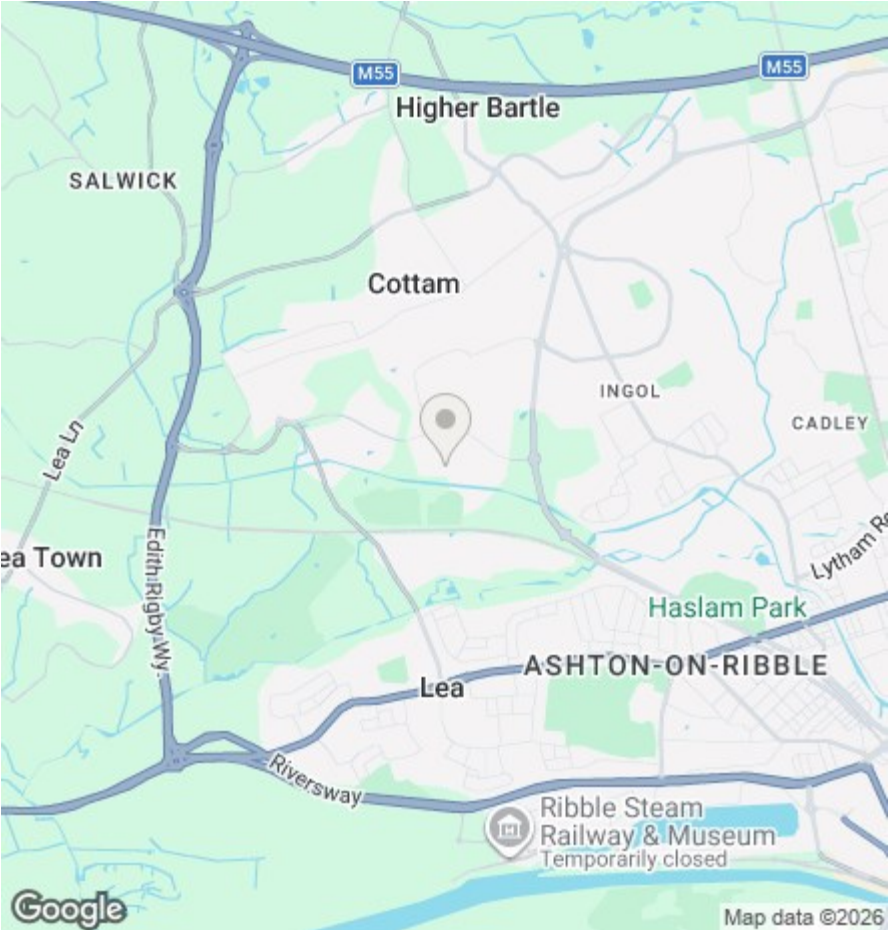 M55
M55
Higher Bartle
SALWICK
Cottam
INGOL
CADLEY
Lea Ln
Lytham
ea Town
Edith Rigby Wy.
Haslam Park
ASHTON-ON-RIBBLE
Lea
Riversway
Ribble Steam
Railway & Museum
Temporarily closed
Google
Map data ©2026